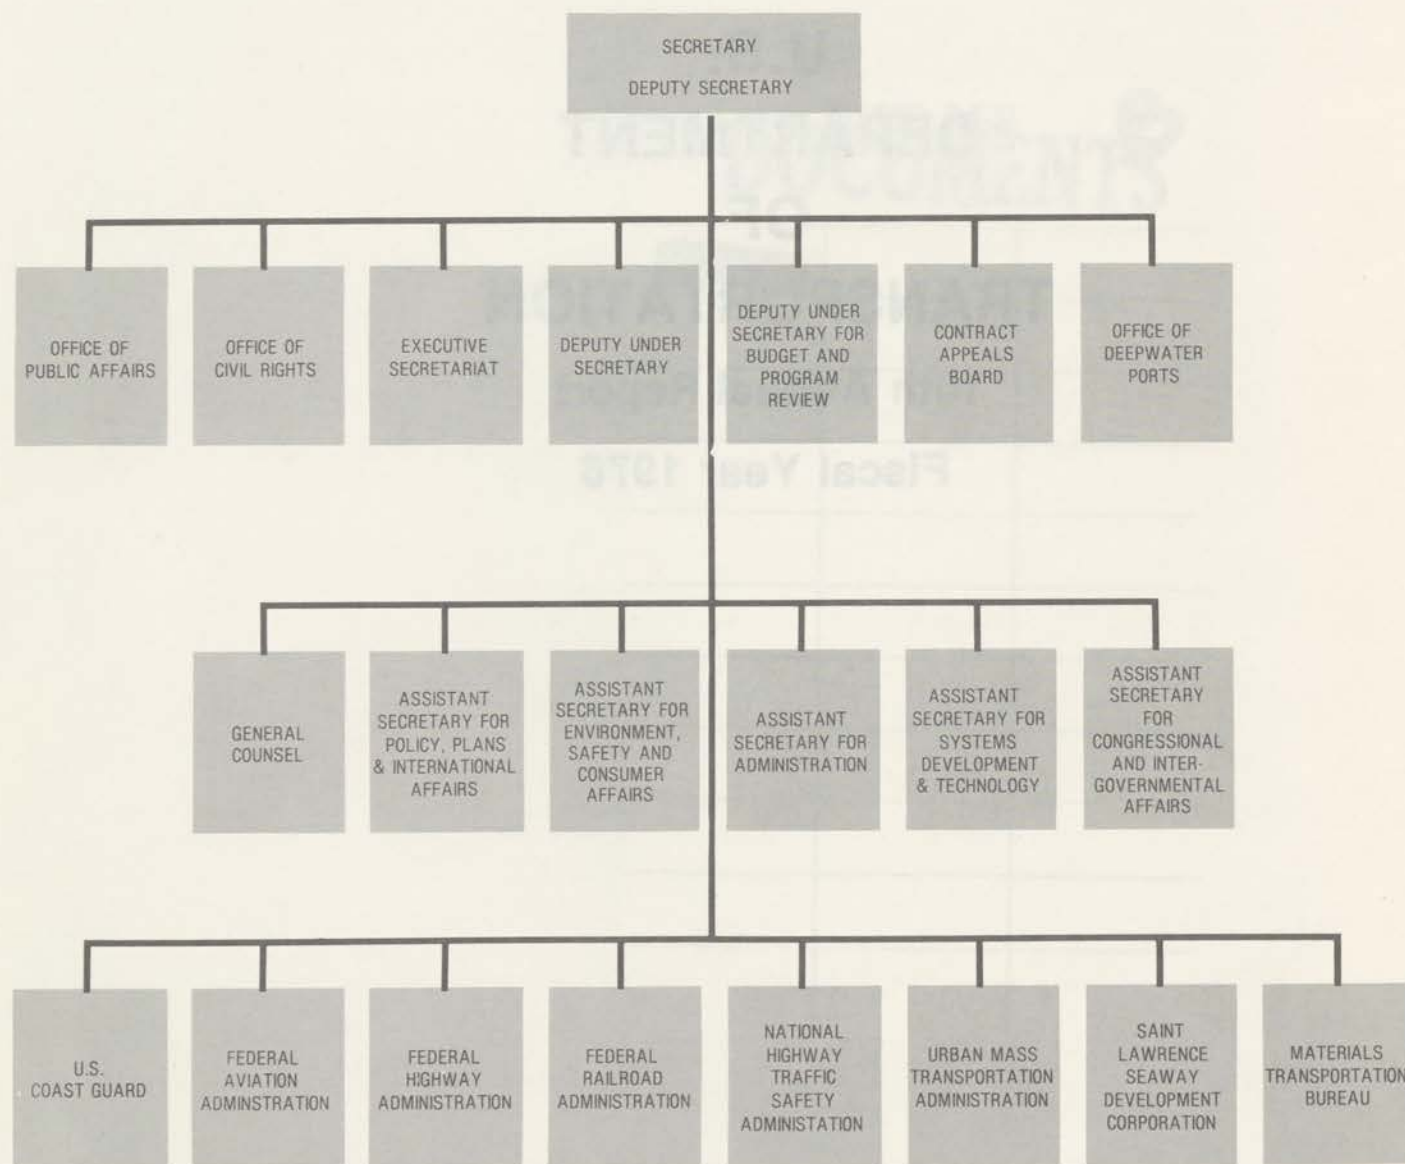 SECRETARY
DEPUTY SECRETARY
OFFICE OF
PUBLIC AFFAIRS
OFFICE OF
CIVIL RIGHTS
EXECUTIVE
SECRETARIAT
DEPUTY UNDER
SECRETARY
DEPUTY UNDER
SECRETARY FOR
BUDGET AND
PROGRAM
REVIEW
CONTRACT
APPEALS
BOARD
OFFICE OF
DEEPWATER
PORTS
GENERAL
COUNSEL
ASSISTANT
SECRETARY FOR
POLICY, PLANS
& INTERNATIONAL
AFFAIRS
ASSISTANT
SECRETARY FOR
ENVIRONMENT,
SAFETY AND
CONSUMER
AFFAIRS
ASSISTANT
SECRETARY FOR
ADMINISTRATION
ASSISTANT
SECRETARY FOR
SYSTEMS
DEVELOPMENT
& TECHNOLOGY
ASSISTANT
SECRETARY
FOR
CONGRESSIONAL
AND INTER-
GOVERNMENTAL
AFFAIRS
U.S.
COAST GUARD
FEDERAL
AVIATION
ADMINSTRATION
FEDERAL
HIGHWAY
ADMINISTRATION
FEDERAL
RAILROAD
ADMINISTRATION
NATIONAL
HIGHWAY
TRAFFIC
SAFETY
ADMINISTATION
URBAN MASS
TRANSPORTATION
ADMINISTRATION
SAINT
LAWRENCE
SEAWAY
DEVELOPMENT
CORPORATION
MATERIALS
TRANSPORTATION
BUREAU